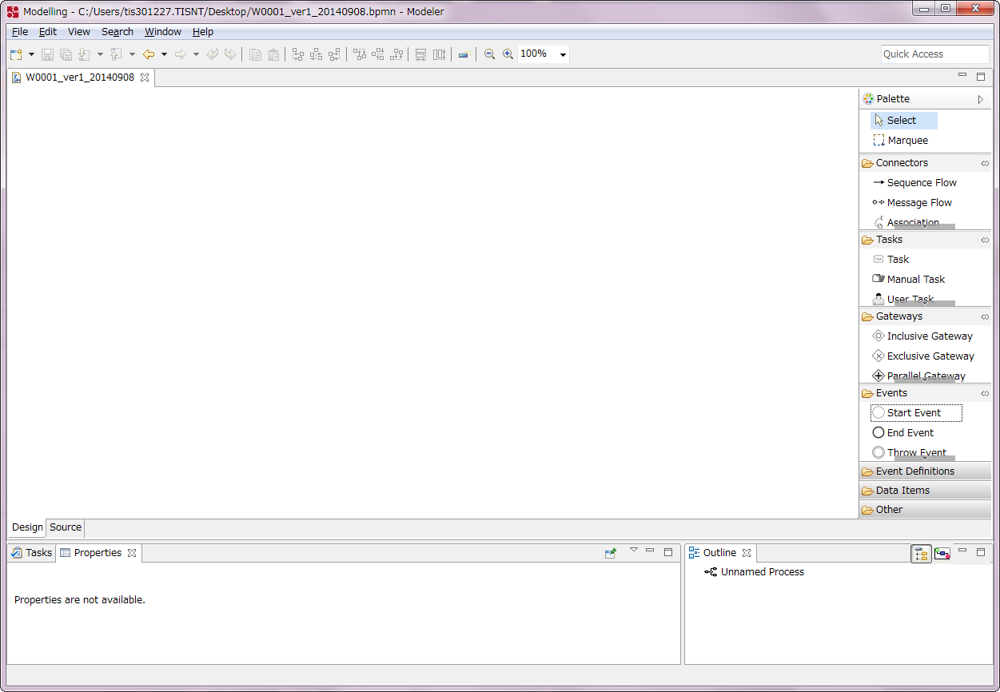 Modelling - C:/Users/tis301227.TISNT/Desktop/W0001_ver1_20140908.bpmn - Modeler
File Edit View Search Window Help
100%
Quick Access
W0001_ver1_20140908
Palette
Select
Marquee
Connectors
Sequence Flow
Message Flow
Association
Tasks
Task
Manual Task
User Task
Gateways
Inclusive Gateway
Exclusive Gateway
Parallel Gateway
Events
Start Event
End Event
Throw Event
Event Definitions
Data Items
Other
Design Source
Tasks Properties
Properties are not available.
Outline
Unnamed Process